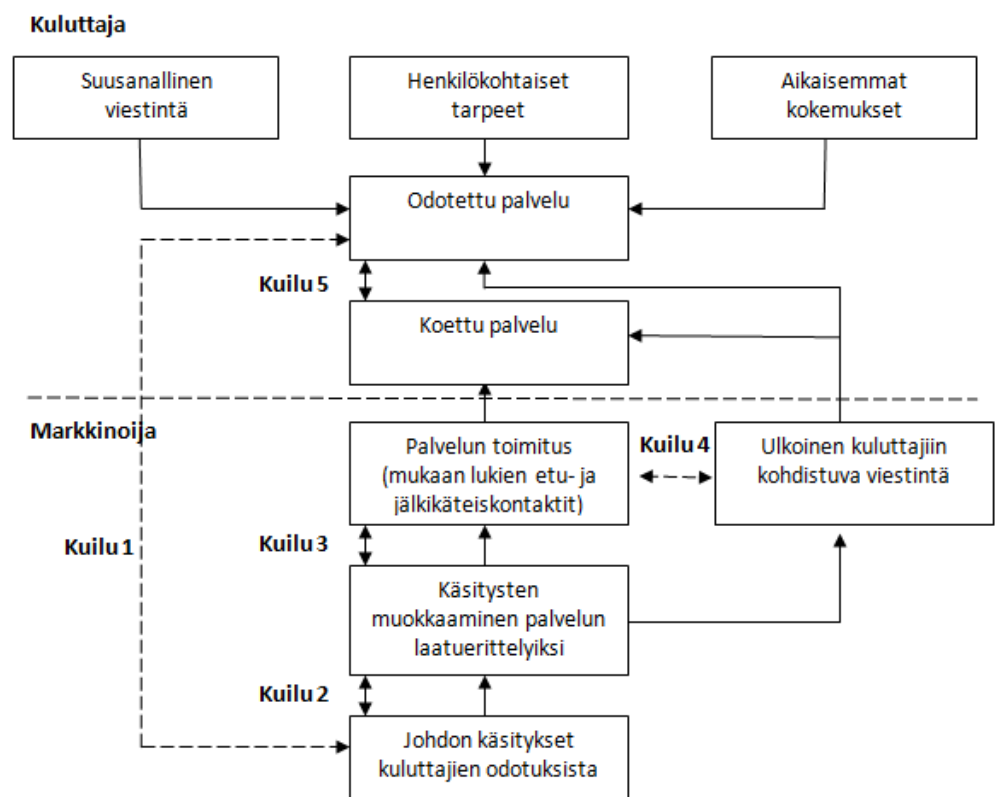 Kuluttaja
Suusanallinen
viestintä
Henkilökohtaiset
tarpeet
Aikaisemmat
kokemukset
Odotettu palvelu
Kuilu 5
Koettu palvelu
Markkinoija
Palvelun toimitus
(mukaan lukien etu- ja
jälkikäteiskontaktit)
Kuilu 4
Ulkoinen kuluttajiin
kohdistuva viestintä
Kuilu 1
Kuilu 3
Käsitysten
muokkaaminen palvelun
laatuerittelyiksi
Kuilu 2
Johdon käsitykset
kuluttajien odotuksista